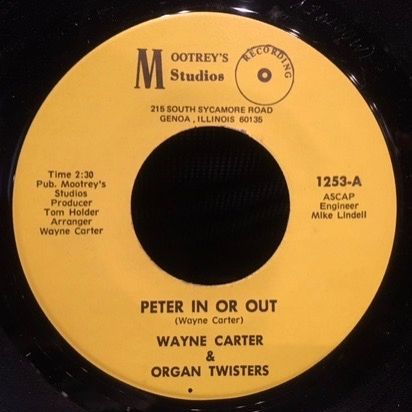 MOOTREY'S
Studios
RECORDING
215 SOUTH SYCAMORE ROAD
GENOA, ILLINOIS 60135
Time 2:30
Pub. Mootrey's
Studios
Producer
Tom Holder
Arranger
Wayne Carter
1253-A
ASCAP
Engineer
Mike Lindell
PETER IN OR OUT
(Wayne Carter)
WAYNE CARTER
&
ORGAN TWISTERS